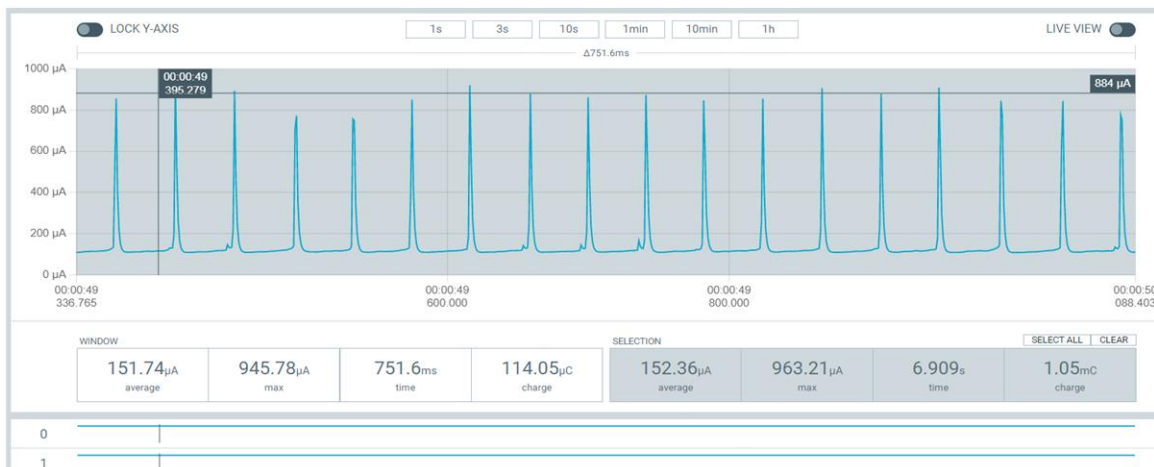 LOCK Y-AXIS 1s 3s 10s 1min 10min 1h LIVE VIEW
Δ751.6ms
1000 µA
00:00:49
395.279
884 µA
800 µA
600 µA
400 µA
200 µA
0 µA
00:00:49 00:00:49 00:00:49 00:00:50
336.765 600.000 800.000 088.403
WINDOW SELECTION SELECT ALL CLEAR
151.74µA 945.78µA 751.6ms 114.05µC 152.36µA 963.21µA 6.909s 1.05mC
average max time charge average max time charge
0
1